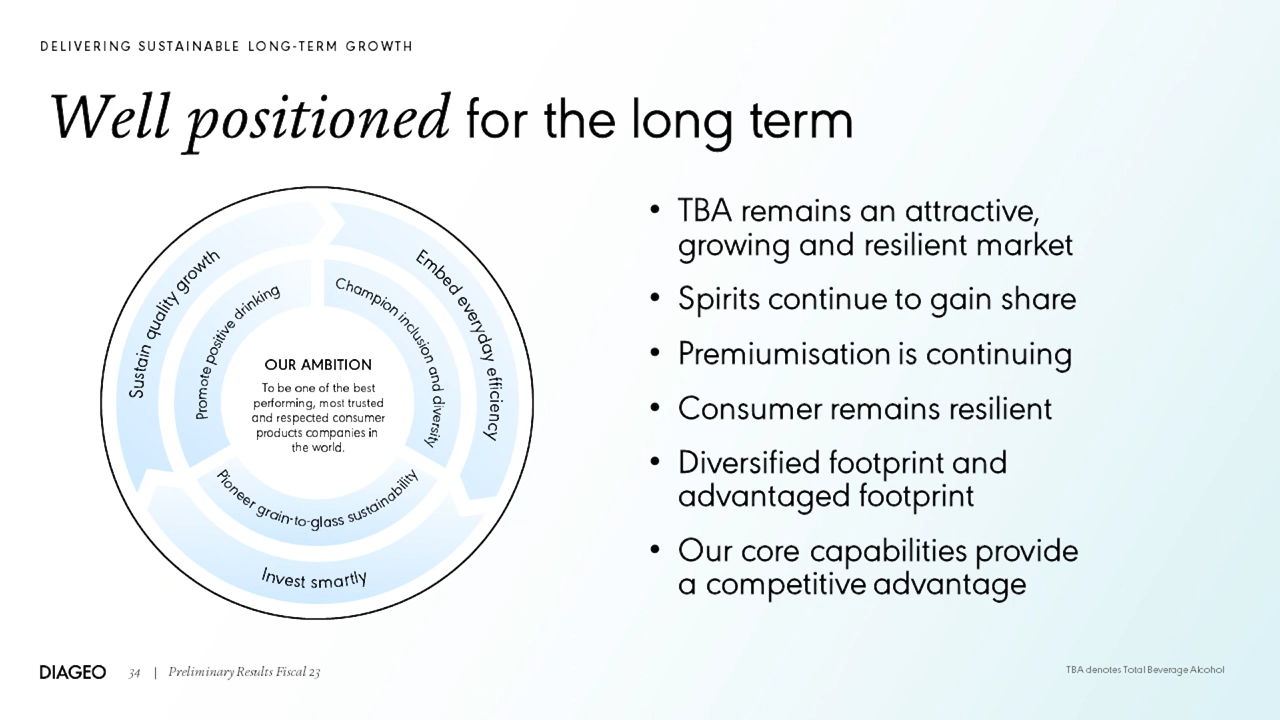 DELIVERING SUSTAINABLE LONG-TERM GROWTH
Well positioned for the long term
Sustain quality growth
Embed everyday efficiency
Invest smartly
Promote positive drinking
Champion inclusion and diversity
Pioneer grain-to-glass sustainability
OUR AMBITION
To be one of the best
performing, most trusted
and respected consumer
products companies in
the world.
• TBA remains an attractive,
growing and resilient market
• Spirits continue to gain share
• Premiumisation is continuing
• Consumer remains resilient
• Diversified footprint and
advantaged footprint
• Our core capabilities provide
a competitive advantage
DIAGEO 34 | Preliminary Results Fiscal 23
TBA denotes Total Beverage Alcohol